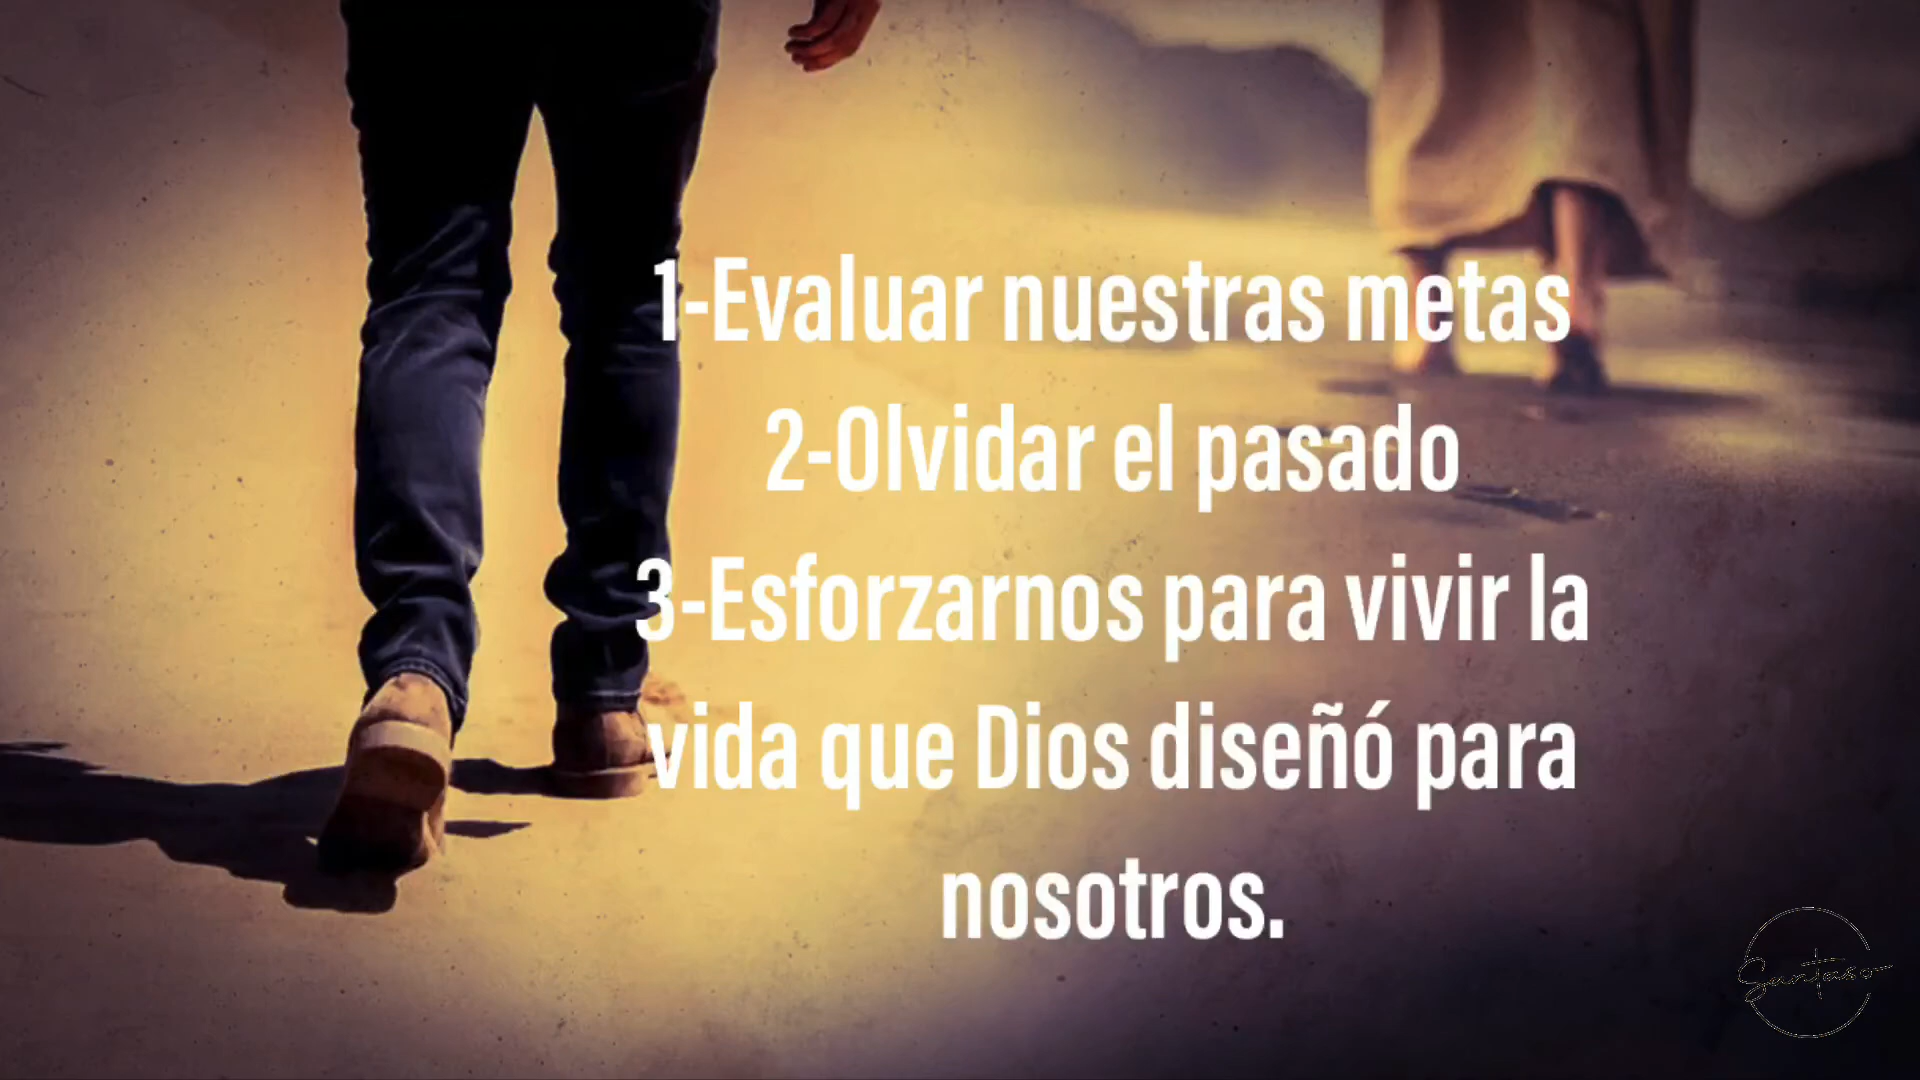 1-Evaluar nuestras metas
2-Olvidar el pasado
3-Esforzarnos para vivir la
vida que Dios diseñó para
nosotros.